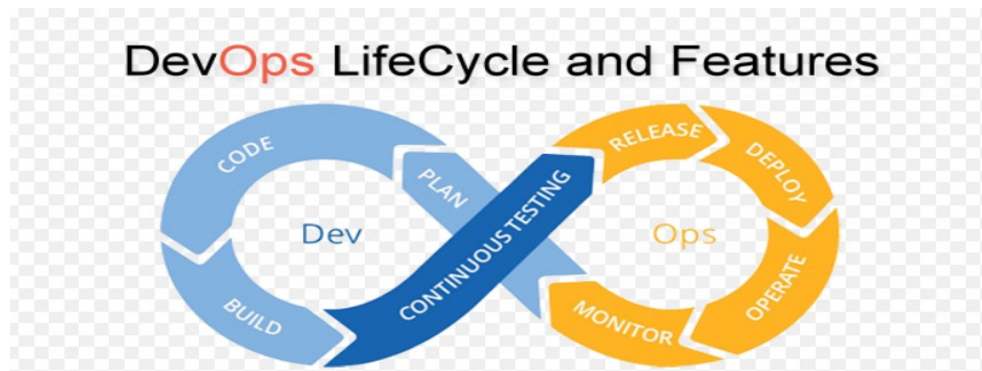 DevOps LifeCycle and Features
CODE
PLAN
BUILD
CONTINUOUS TESTING
Dev
RELEASE
DEPLOY
OPERATE
MONITOR
Ops